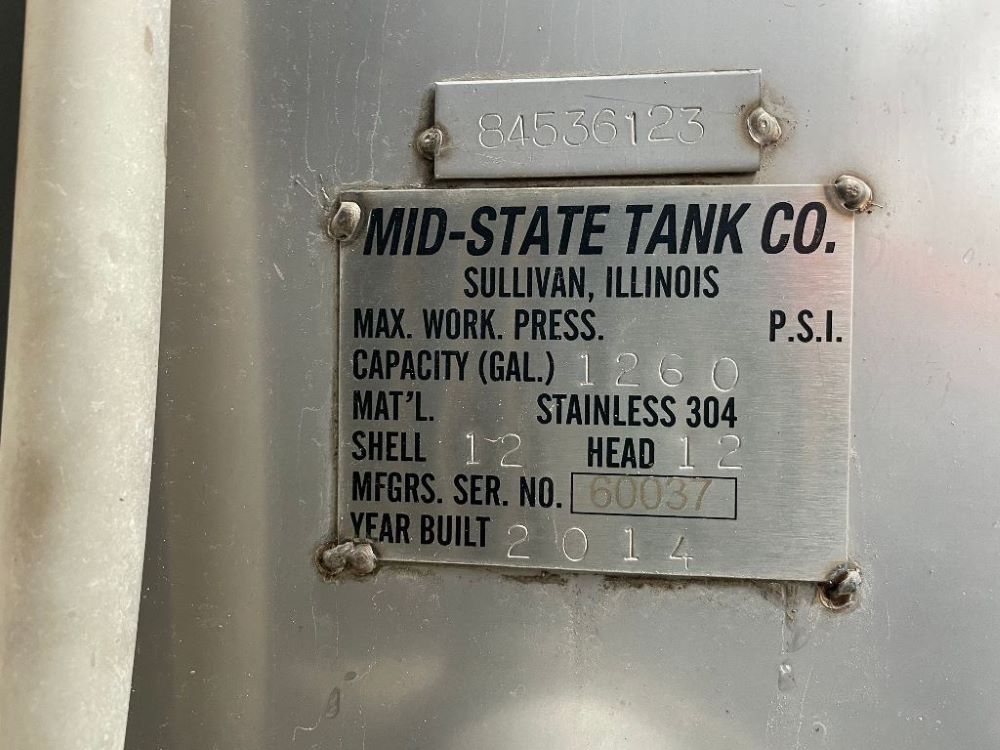 84536123
MID-STATE TANK CO.
SULLIVAN, ILLINOIS
MAX. WORK. PRESS. P.S.I.
CAPACITY (GAL.) 1260
MAT'L. STAINLESS 304
SHELL 12 HEAD 12
MFGRS. SER. NO. 60037
YEAR BUILT 2014